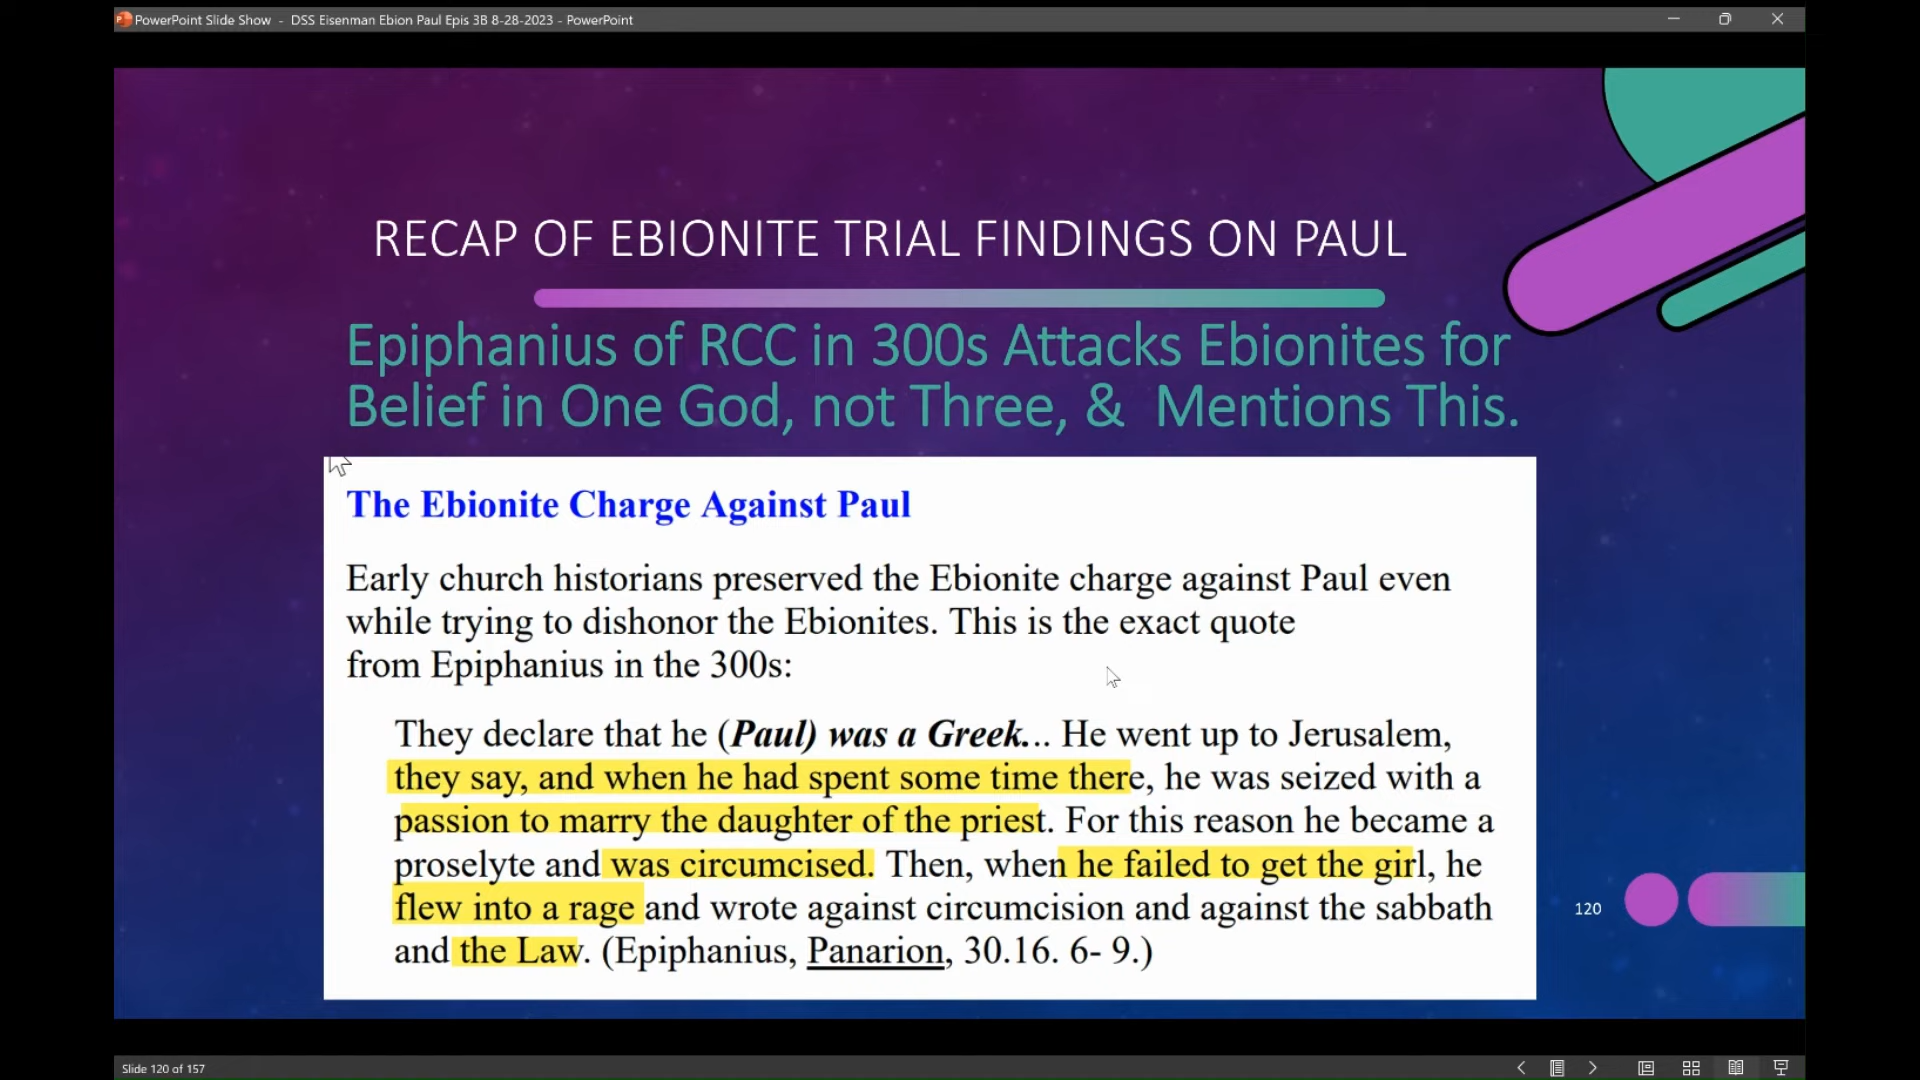 PowerPoint Slide Show - DSS Eisenman Ebion Paul Epis 3B 8-28-2023 - PowerPoint
RECAP OF EBIONITE TRIAL FINDINGS ON PAUL
Epiphanius of RCC in 300s Attacks Ebionites for
Belief in One God, not Three, & Mentions This.
The Ebionite Charge Against Paul
Early church historians preserved the Ebionite charge against Paul even
while trying to dishonor the Ebionites. This is the exact quote
from Epiphanius in the 300s:
They declare that he (Paul) was a Greek... He went up to Jerusalem,
they say, and when he had spent some time there, he was seized with a
passion to marry the daughter of the priest. For this reason he became a
proselyte and was circumcised. Then, when he failed to get the girl, he
flew into a rage and wrote against circumcision and against the sabbath
and the Law. (Epiphanius, Panarion, 30.16. 6- 9.)
120
Slide 120 of 157